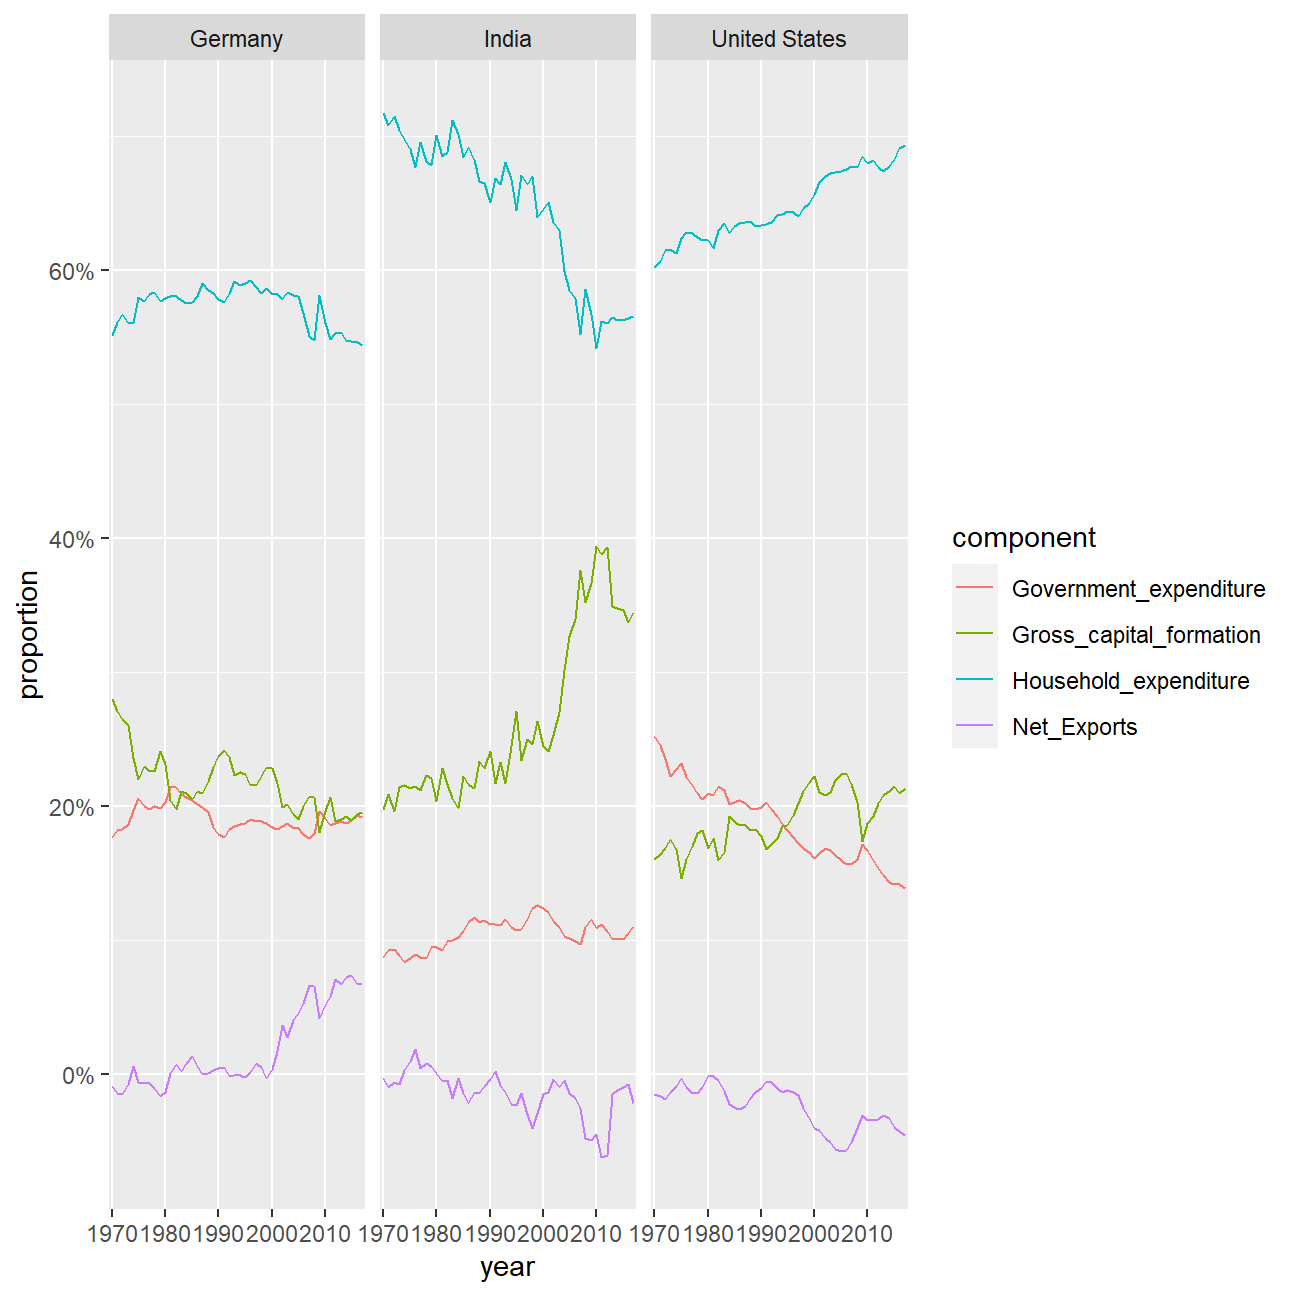 Germany India United States
60%
40%
20%
0%
proportion
1970 1980 1990 2000 2010 1970 1980 1990 2000 2010 1970 1980 1990 2000 2010
year
component
Government_expenditure
Gross_capital_formation
Household_expenditure
Net_Exports